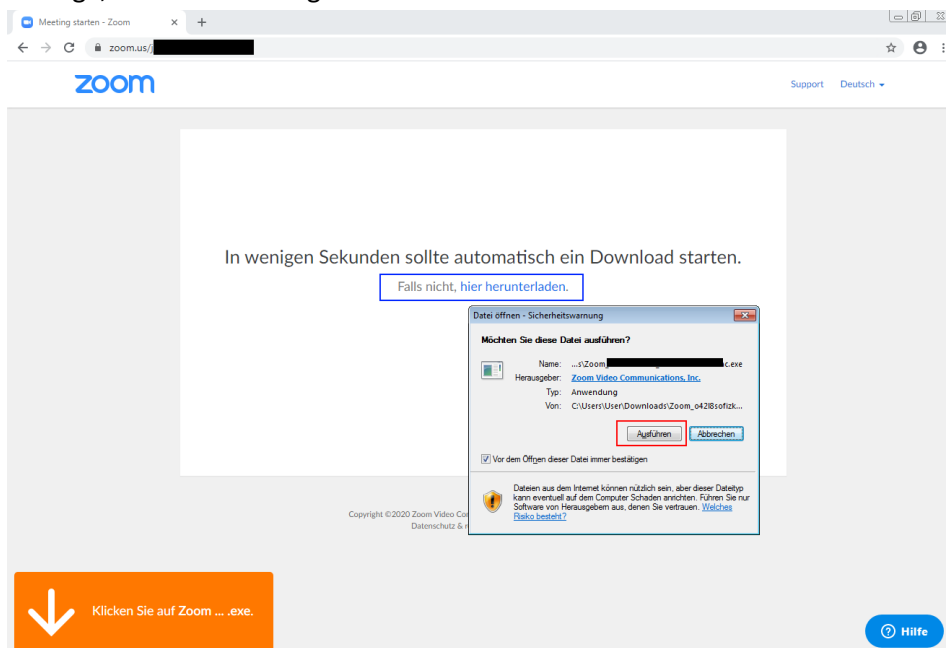 Meeting starten - Zoom
zoom.us/j
zoom
Support Deutsch
In wenigen Sekunden sollte automatisch ein Download starten.
Falls nicht, hier herunterladen.
Datei öffnen - Sicherheitswarnung
Möchten Sie diese Datei ausführen?
Name: ...s\Zoom_ c.exe
Herausgeber: Zoom Video Communications, Inc.
Typ: Anwendung
Von: C:\Users\User\Downloads\Zoom_o42l8sofizk...
Ausführen Abbrechen
Vor dem Öffnen dieser Datei immer bestätigen
Dateien aus dem Internet können nützlich sein, aber dieser Dateityp
kann eventuell auf dem Computer Schaden anrichten. Führen Sie nur
Software von Herausgebern aus, denen Sie vertrauen. Welches
Risiko besteht?
Copyright ©2020 Zoom Video
Datenschutz &
Klicken Sie auf Zoom ... .exe.
Hilfe